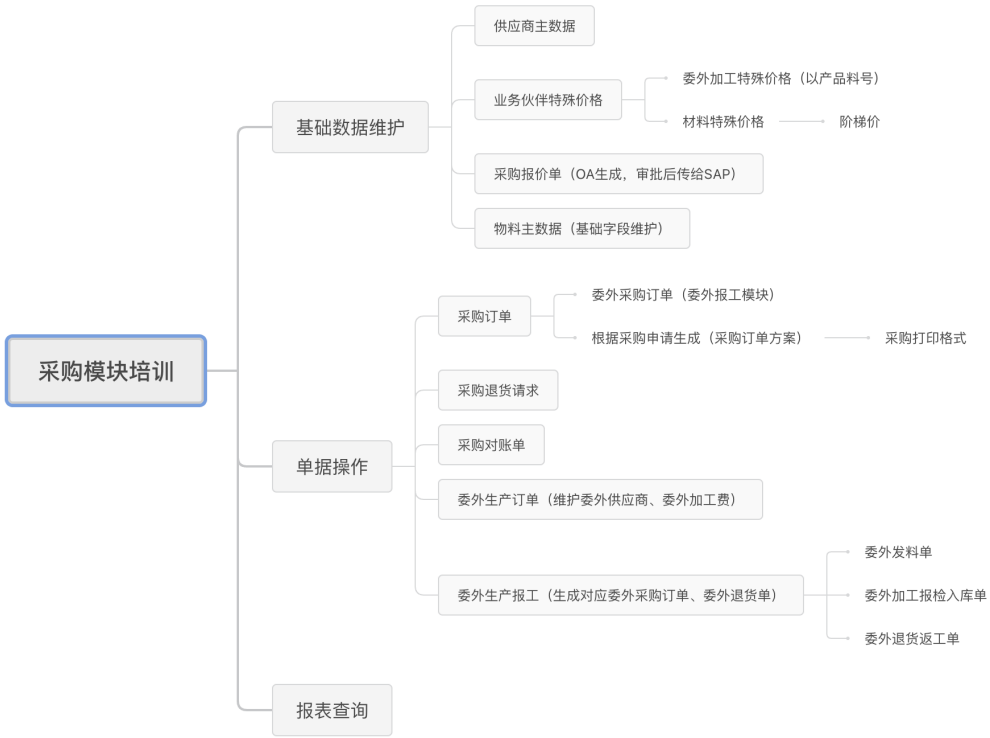 采购模块培训
基础数据维护
供应商主数据
业务伙伴特殊价格
委外加工特殊价格（以产品料号）
材料特殊价格
阶梯价
采购报价单（OA生成，审批后传给SAP）
物料主数据（基础字段维护）
单据操作
采购订单
委外采购订单（委外报工模块）
根据采购申请生成（采购订单方案）
采购打印格式
采购退货请求
采购对账单
委外生产订单（维护委外供应商、委外加工费）
委外生产报工（生成对应委外采购订单、委外退货单）
委外发料单
委外加工报检入库单
委外退货返工单
报表查询